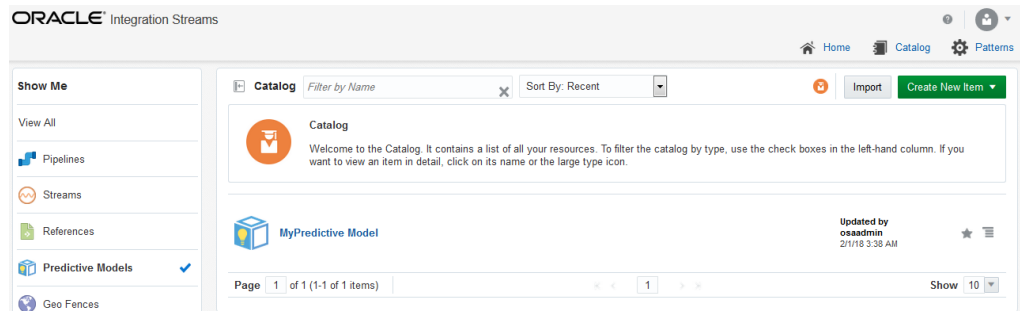 ORACLE® Integration Streams
Home Catalog Patterns
Show Me
View All
Pipelines
Streams
References
Predictive Models
Geo Fences
Catalog Filter by Name Sort By: Recent Import Create New Item
Catalog
Welcome to the Catalog. It contains a list of all your resources. To filter the catalog by type, use the check boxes in the left-hand column. If you
want to view an item in detail, click on its name or the large type icon.
MyPredictive Model
Updated by
osaadmin
2/1/18 3:38 AM
Page 1 of 1 (1-1 of 1 items) 1 Show 10